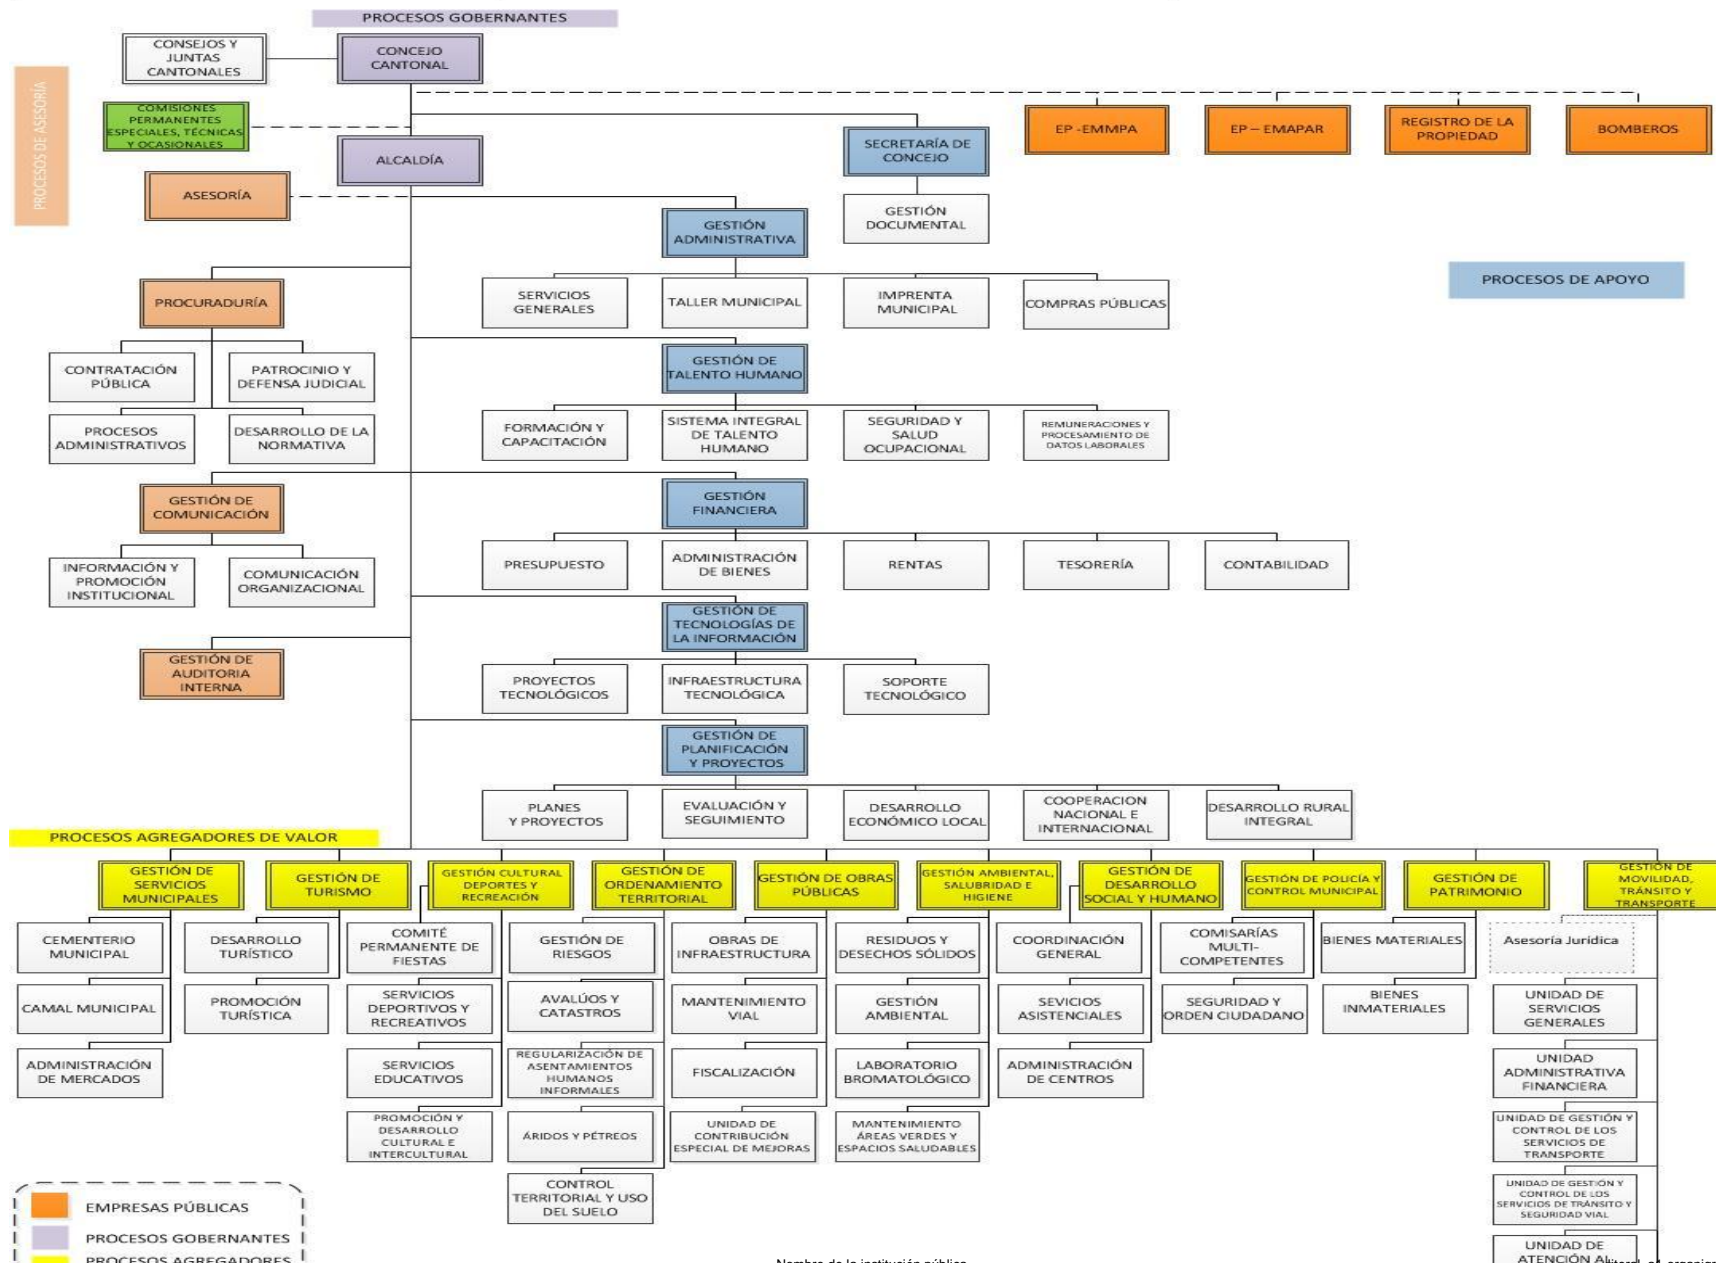 PROCESOS GOBERNANTES
CONSEJOS Y
JUNTAS
CANTONALES
CONCEJO
CANTONAL
PROCESOS DE ASESORÍA
COMISIONES
PERMANENTES
ESPECIALES, TÉCNICAS
Y OCASIONALES
ALCALDÍA
SECRETARÍA DE
CONCEJO
EP -EMMPA
EP – EMAPAR
REGISTRO DE LA
PROPIEDAD
BOMBEROS
ASESORÍA
GESTIÓN
DOCUMENTAL
GESTIÓN
ADMINISTRATIVA
PROCESOS DE APOYO
PROCURADURÍA
SERVICIOS
GENERALES
TALLER MUNICIPAL
IMPRENTA
MUNICIPAL
COMPRAS PÚBLICAS
CONTRATACIÓN
PÚBLICA
PATROCINIO Y
DEFENSA JUDICIAL
GESTIÓN DE
TALENTO HUMANO
PROCESOS
ADMINISTRATIVOS
DESARROLLO DE LA
NORMATIVA
FORMACIÓN Y
CAPACITACIÓN
SISTEMA INTEGRAL
DE TALENTO
HUMANO
SEGURIDAD Y
SALUD
OCUPACIONAL
REMUNERACIONES Y
PROCESAMIENTO DE
DATOS LABORALES
GESTIÓN DE
COMUNICACIÓN
GESTIÓN
FINANCIERA
INFORMACIÓN Y
PROMOCIÓN
INSTITUCIONAL
COMUNICACIÓN
ORGANIZACIONAL
PRESUPUESTO
ADMINISTRACIÓN
DE BIENES
RENTAS
TESORERÍA
CONTABILIDAD
GESTIÓN DE
TECNOLOGÍAS DE
LA INFORMACIÓN
GESTIÓN DE
AUDITORIA
INTERNA
PROYECTOS
TECNOLÓGICOS
INFRAESTRUCTURA
TECNOLÓGICA
SOPORTE
TECNOLÓGICO
GESTIÓN DE
PLANIFICACIÓN
Y PROYECTOS
PLANES
Y PROYECTOS
EVALUACIÓN Y
SEGUIMIENTO
DESARROLLO
ECONÓMICO LOCAL
COOPERACION
NACIONAL E
INTERNACIONAL
DESARROLLO RURAL
INTEGRAL
PROCESOS AGREGADORES DE VALOR
GESTIÓN DE
SERVICIOS
MUNICIPALES
GESTIÓN DE
TURISMO
GESTIÓN CULTURAL
DEPORTES Y
RECREACIÓN
GESTIÓN DE
ORDENAMIENTO
TERRITORIAL
GESTIÓN DE OBRAS
PÚBLICAS
GESTIÓN AMBIENTAL,
SALUBRIDAD E
HIGIENE
GESTIÓN DE
DESARROLLO
SOCIAL Y HUMANO
GESTIÓN DE POLICÍA Y
CONTROL MUNICIPAL
GESTIÓN DE
PATRIMONIO
GESTIÓN DE
MOVILIDAD,
TRÁNSITO Y
TRANSPORTE
CEMENTERIO
MUNICIPAL
DESARROLLO
TURÍSTICO
COMITÉ
PERMANENTE DE
FIESTAS
GESTIÓN DE
RIESGOS
OBRAS DE
INFRAESTRUCTURA
RESIDUOS Y
DESECHOS SÓLIDOS
COORDINACIÓN
GENERAL
COMISARÍAS
MULTI-
COMPETENTES
BIENES MATERIALES
Asesoría Jurídica
CAMAL MUNICIPAL
PROMOCIÓN
TURÍSTICA
SERVICIOS
DEPORTIVOS Y
RECREATIVOS
AVALÚOS Y
CATASTROS
MANTENIMIENTO
VIAL
GESTIÓN
AMBIENTAL
SEVICIOS
ASISTENCIALES
SEGURIDAD Y
ORDEN CIUDADANO
BIENES
INMATERIALES
UNIDAD DE
SERVICIOS
GENERALES
ADMINISTRACIÓN
DE MERCADOS
SERVICIOS
EDUCATIVOS
REGULARIZACIÓN DE
ASENTAMIENTOS
HUMANOS
INFORMALES
FISCALIZACIÓN
LABORATORIO
BROMATOLÓGICO
ADMINISTRACIÓN
DE CENTROS
UNIDAD
ADMINISTRATIVA
FINANCIERA
PROMOCIÓN Y
DESARROLLO
CULTURAL E
INTERCULTURAL
ÁRIDOS Y PÉTREOS
UNIDAD DE
CONTRIBUCIÓN
ESPECIAL DE MEJORAS
MANTENIMIENTO
ÁREAS VERDES Y
ESPACIOS SALUDABLES
UNIDAD DE GESTIÓN Y
CONTROL DE LOS
SERVICIOS DE
TRANSPORTE
CONTROL
TERRITORIAL Y USO
DEL SUELO
UNIDAD DE GESTIÓN Y
CONTROL DE LOS
SERVICIOS DE TRÁNSITO Y
SEGURIDAD VIAL
UNIDAD DE
ATENCIÓN AL
EMPRESAS PÚBLICAS
PROCESOS GOBERNANTES
PROCESOS AGREGADORES
Nombre de la institución pública